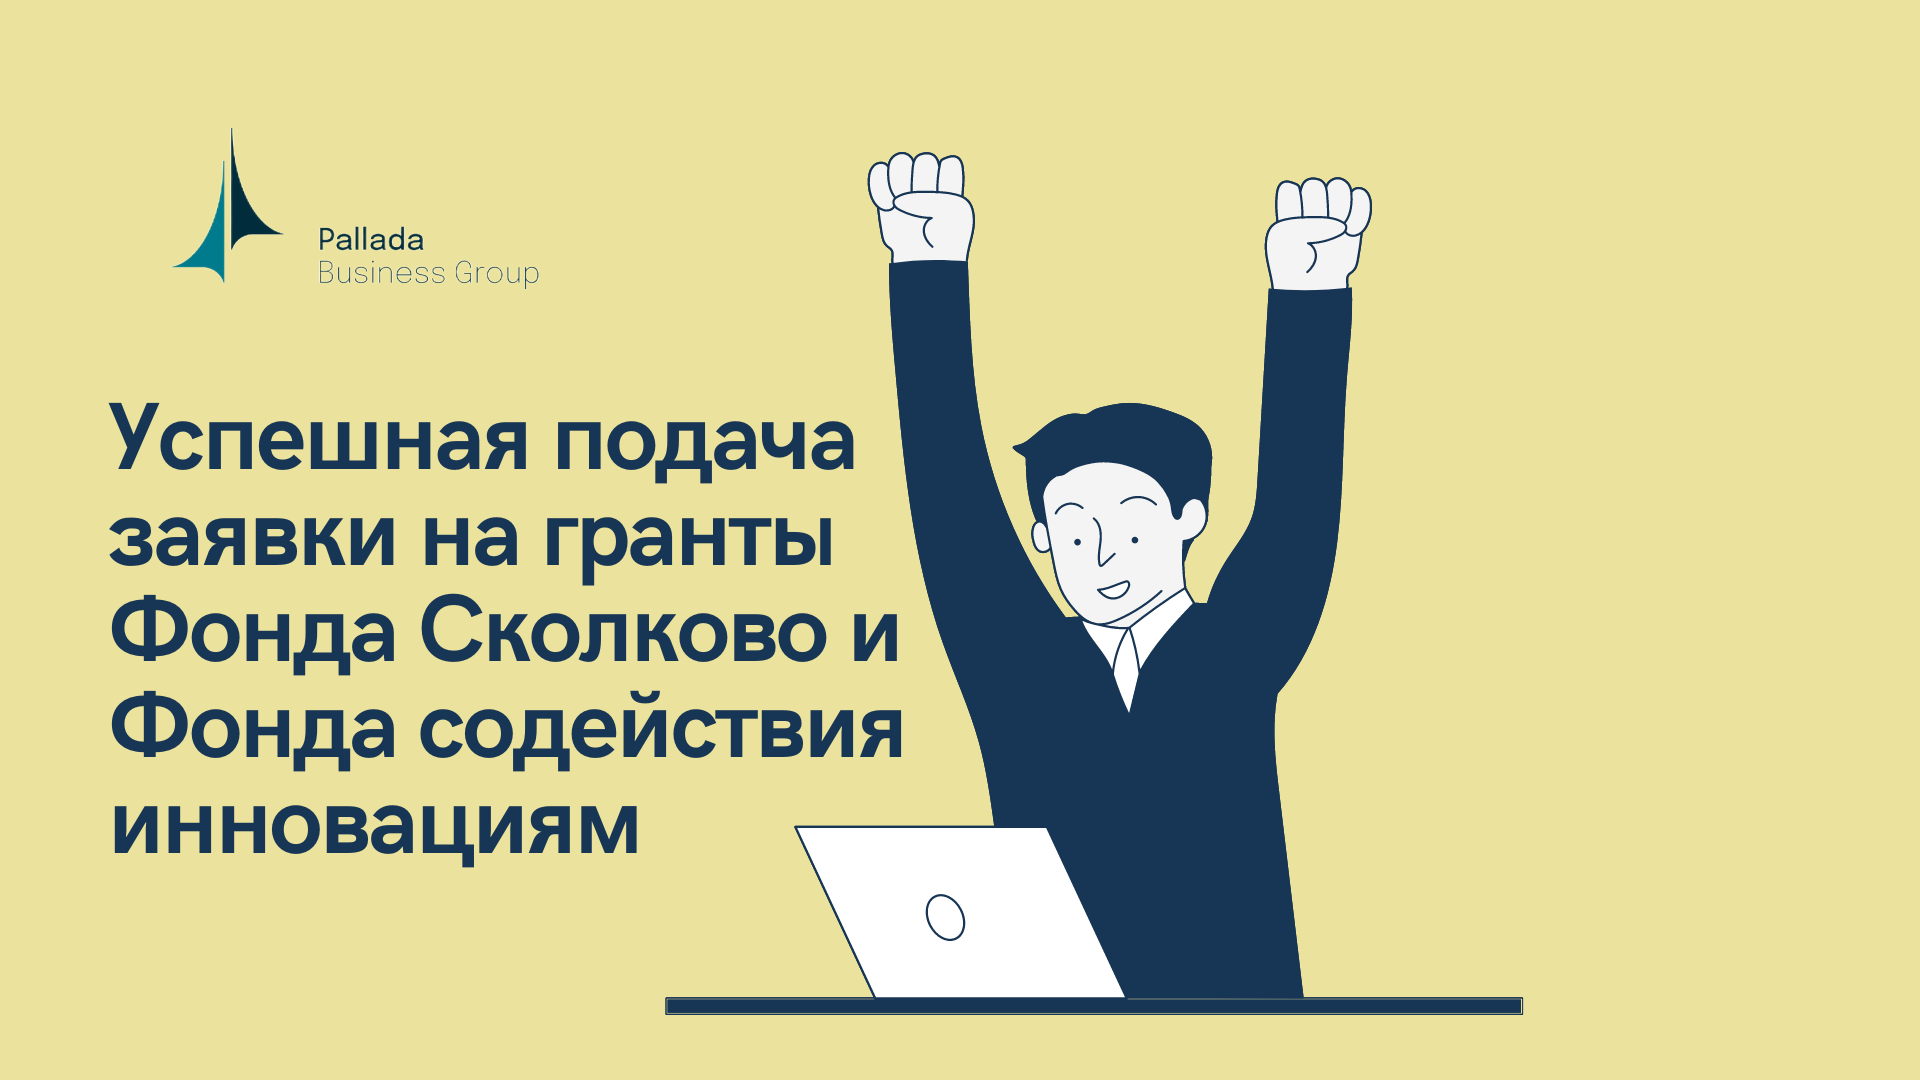 Pallada
Business Group
Успешная подача
заявки на гранты
Фонда Сколково и
Фонда содействия
инновациям